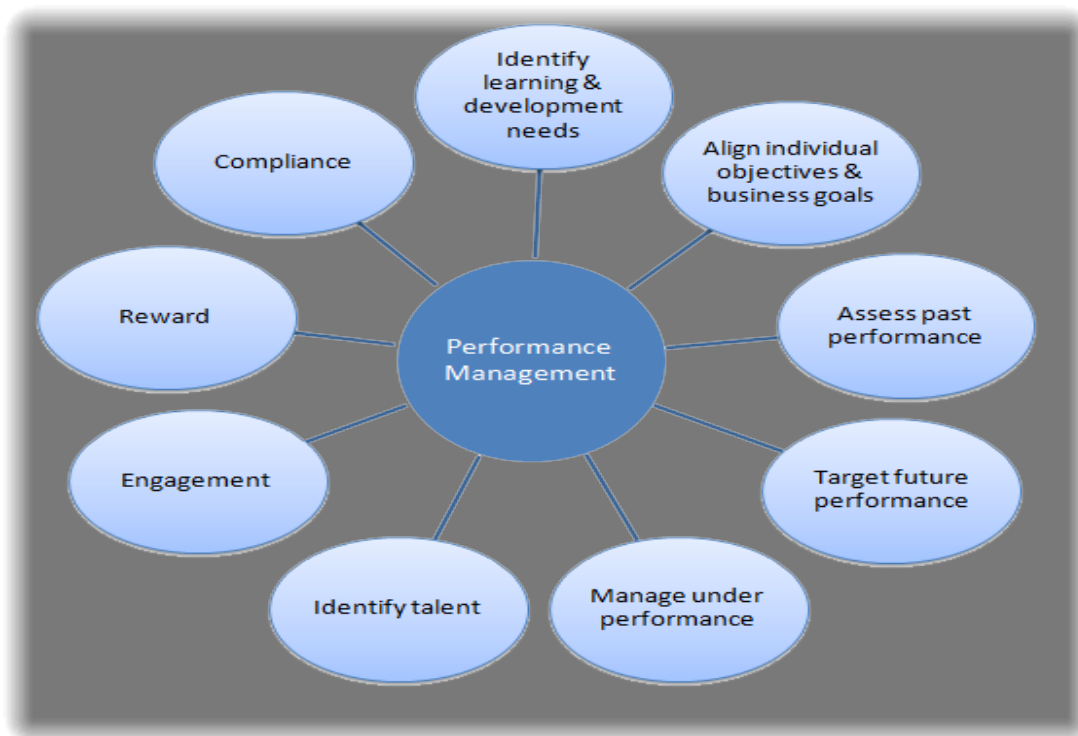 Identify
learning &
development
needs
Align individual
objectives &
business goals
Assess past
performance
Target future
performance
Manage under
performance
Identify talent
Engagement
Reward
Compliance
Performance
Management